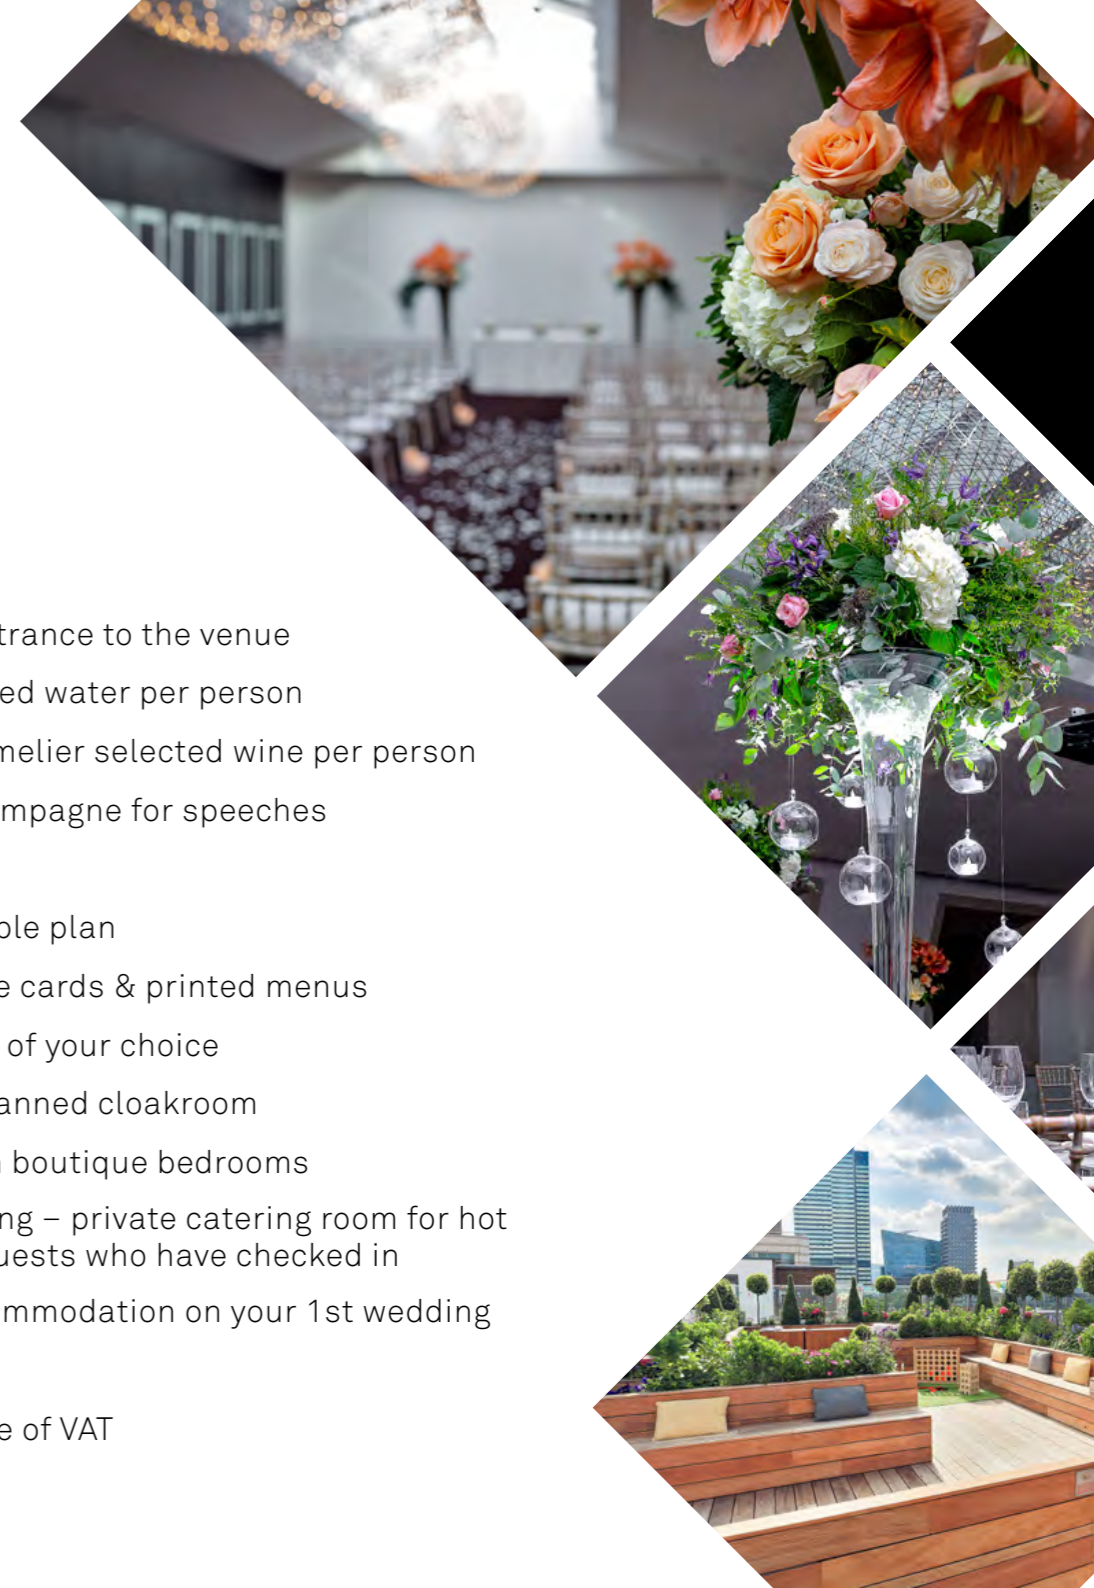 trance to the venue
ed water per person
melier selected wine per person
mpagne for speeches
ble plan
e cards & printed menus
of your choice
anned cloakroom
n boutique bedrooms
ng – private catering room for hot
uests who have checked in
mmodation on your 1st wedding
e of VAT